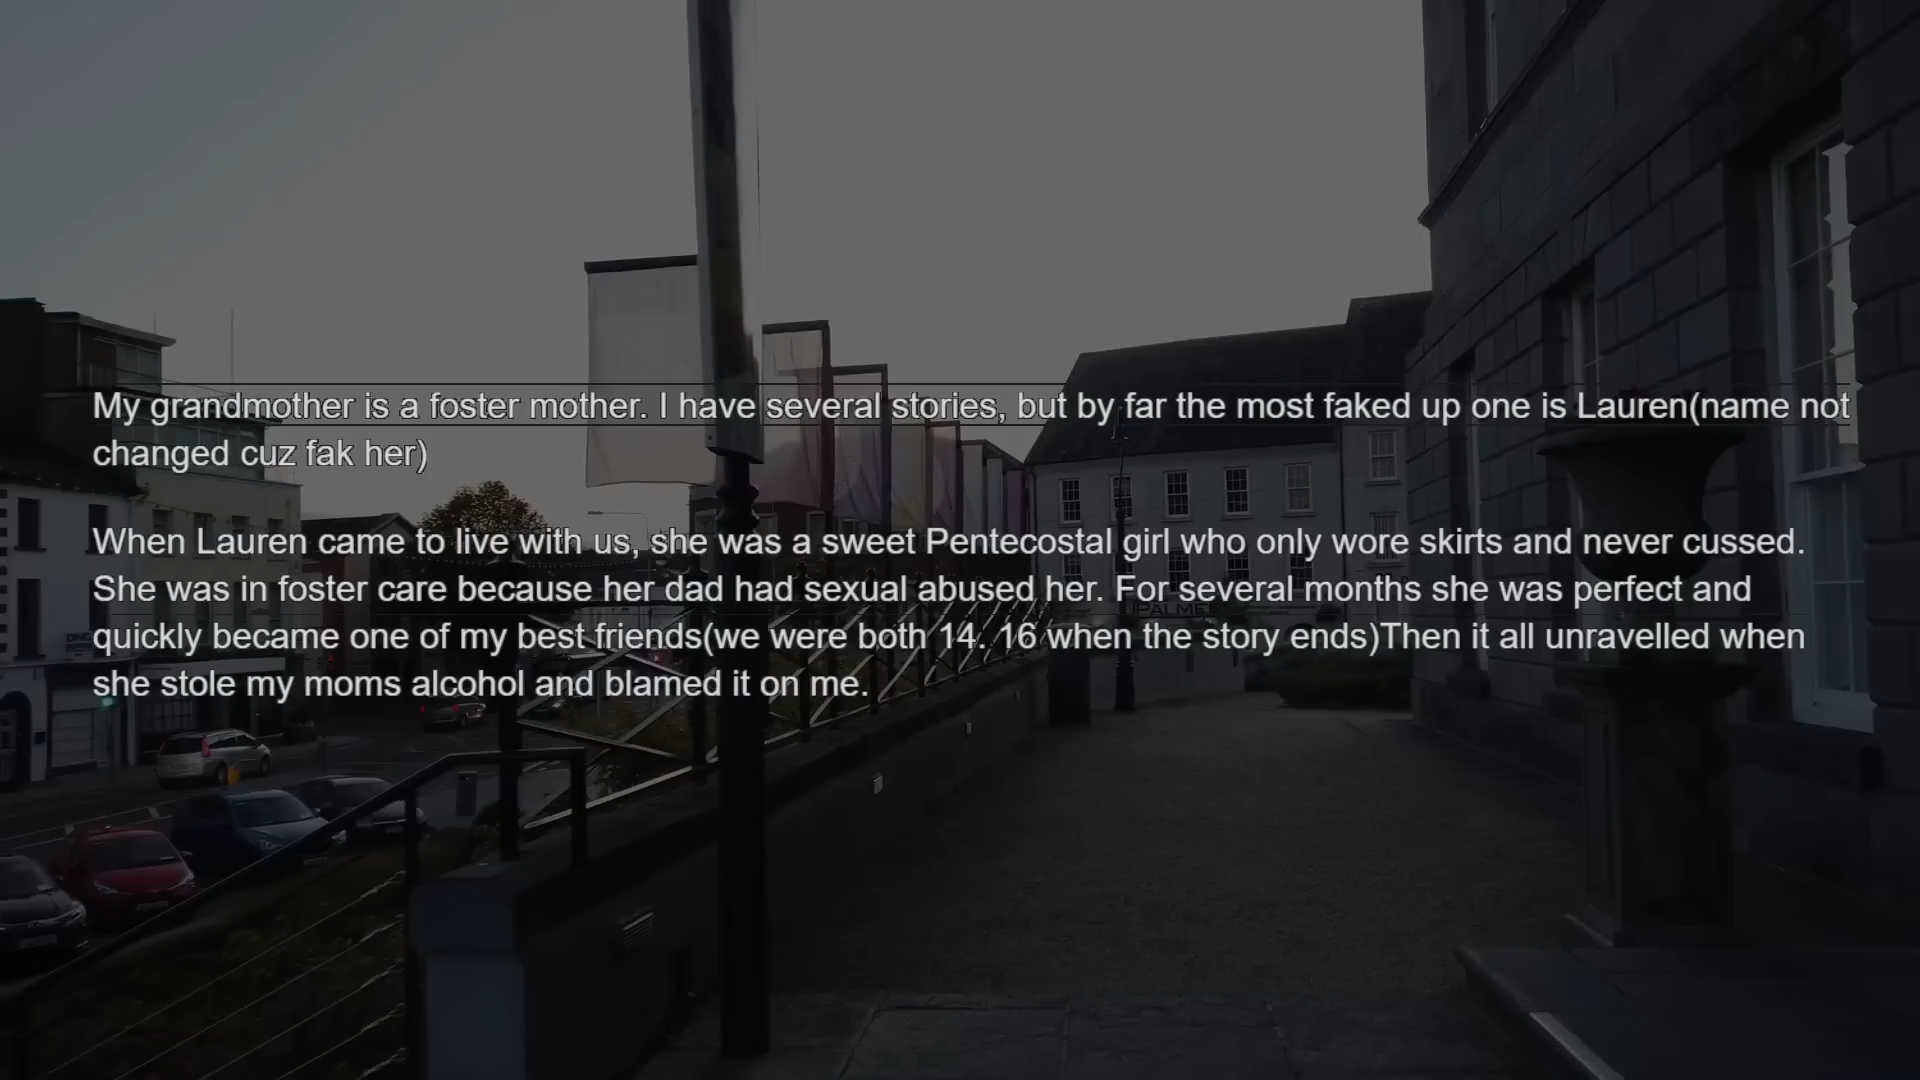 My grandmother is a foster mother. I have several stories, but by far the most faked up one is Lauren(name not
changed cuz fak her)
When Lauren came to live with us, she was a sweet Pentecostal girl who only wore skirts and never cussed.
She was in foster care because her dad had sexual abused her. For several months she was perfect and
quickly became one of my best friends(we were both 14. 16 when the story ends)Then it all unravelled when
she stole my moms alcohol and blamed it on me.